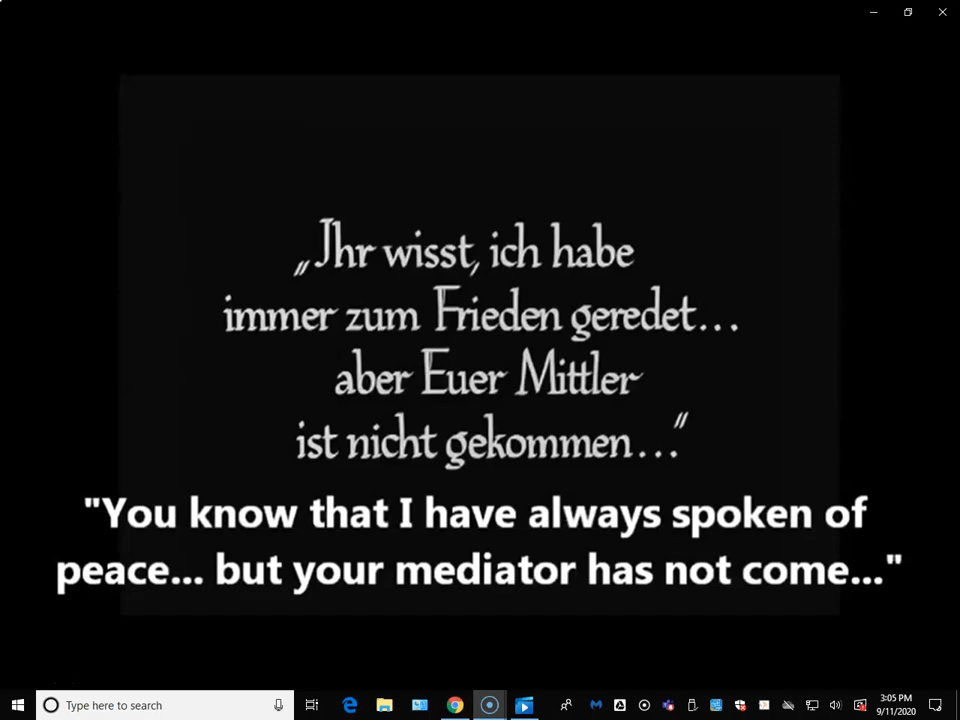 „Ihr wisst, ich habe
immer zum Frieden geredet...
aber Euer Mittler
ist nicht gekommen..."
"You know that I have always spoken of
peace... but your mediator has not come..."
Type here to search
3:05 PM
9/11/2020